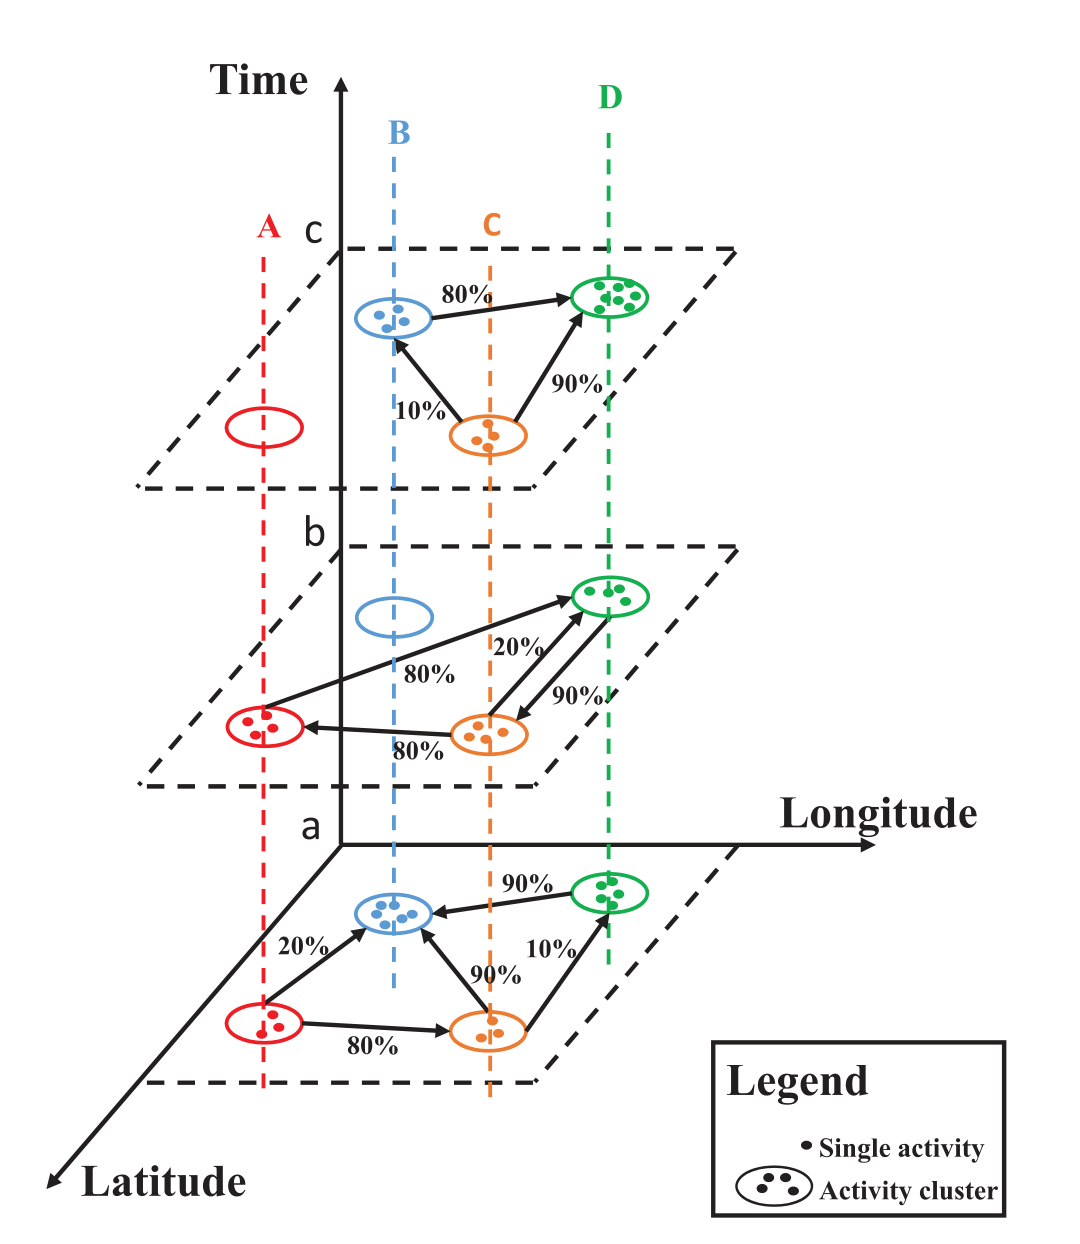 Time
D
B
A
C
c
80%
90%
10%
b
20%
80%
90%
80%
a
Longitude
90%
20%
10%
90%
80%
Latitude
Legend
Single activity
Activity cluster